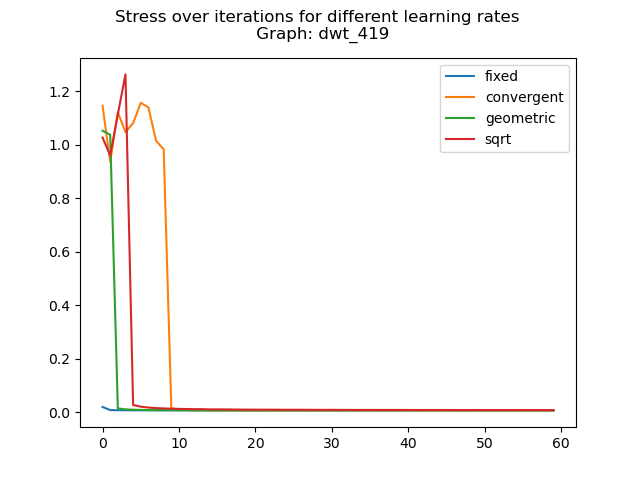 Stress over iterations for different learning rates
Graph: dwt_419
fixed
convergent
geometric
sqrt
1.2
1.0
0.8
0.6
0.4
0.2
0.0
0 10 20 30 40 50 60